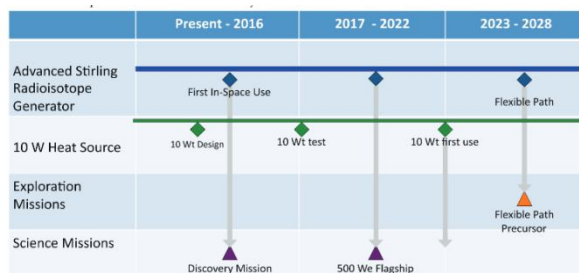 Present - 2016
2017 - 2022
2023 - 2028
Advanced Stirling
Radioisotope
Generator
First In-Space Use
Flexible Path
10 W Heat Source
10 Wt Design
10 Wt test
10 Wt first use
Exploration
Missions
Flexible Path
Precursor
Science Missions
Discovery Mission
500 We Flagship